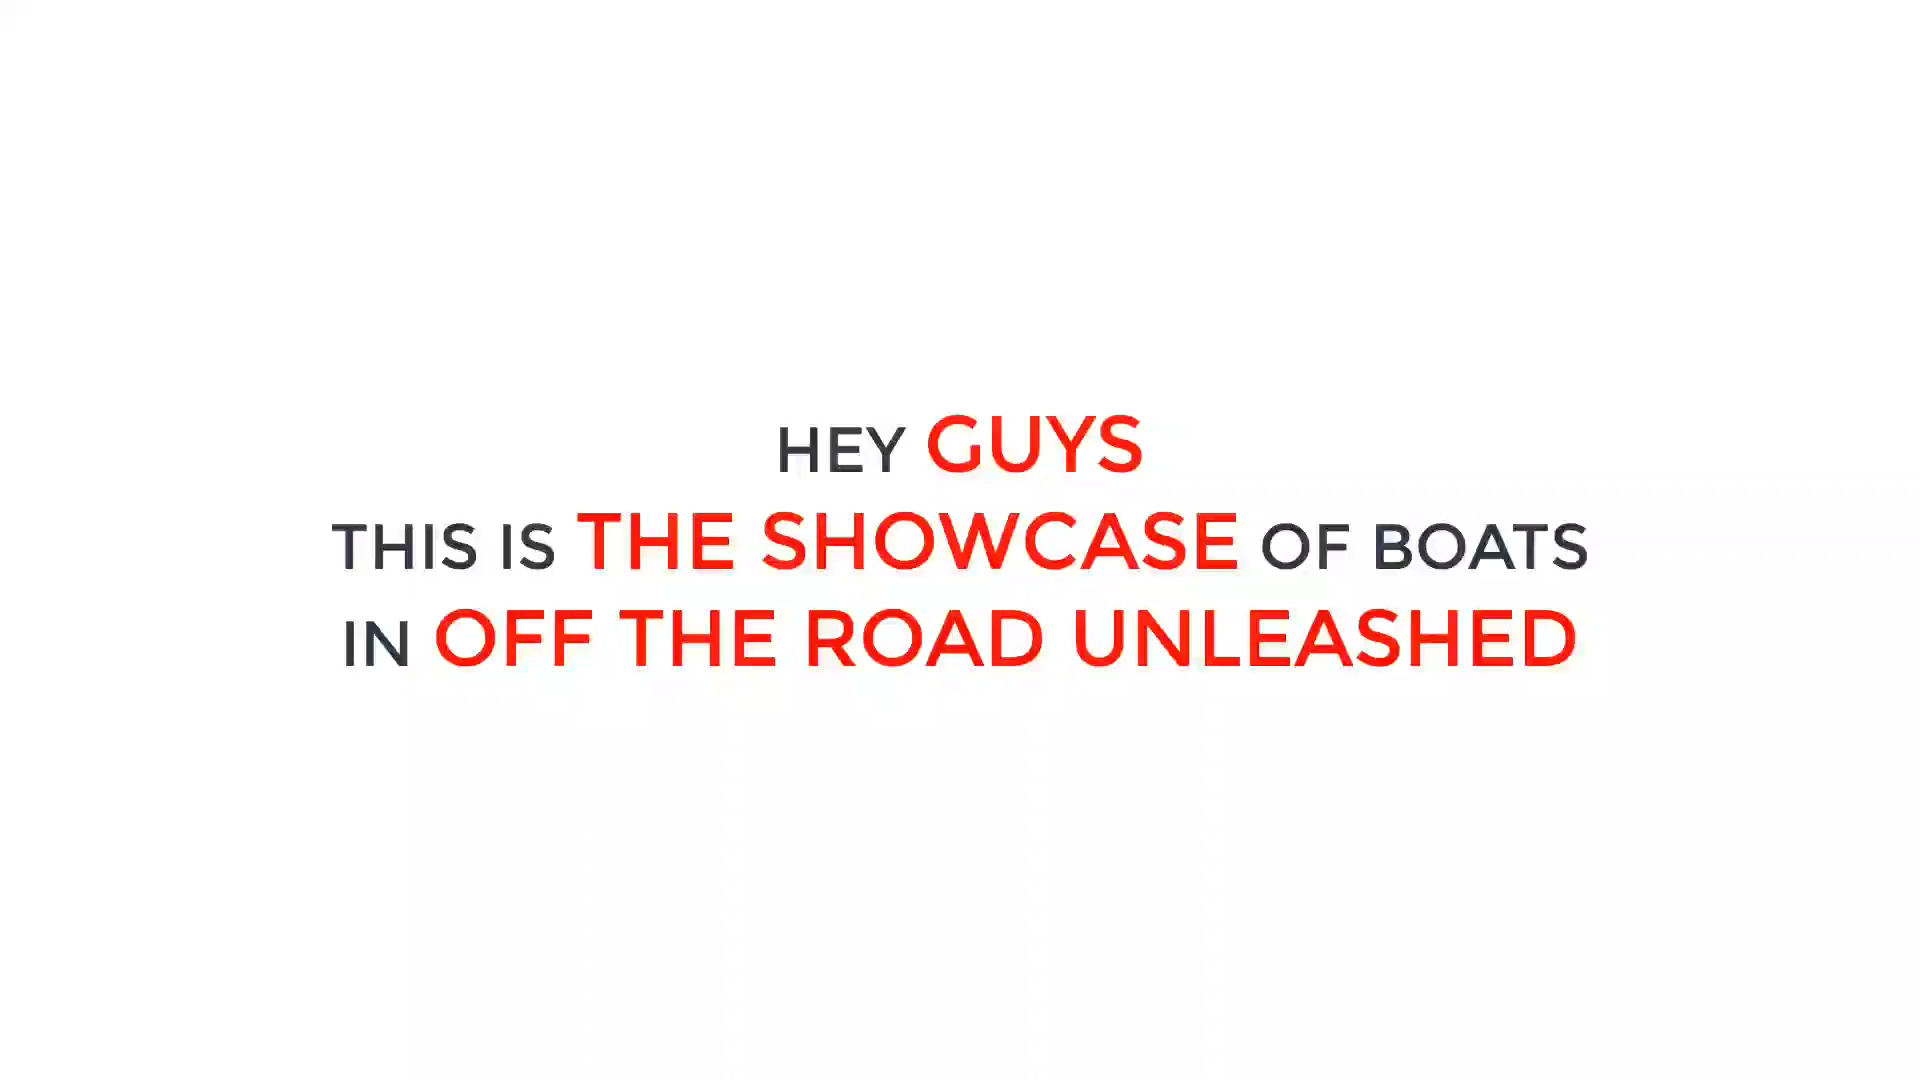 HEY GUYS
THIS IS THE SHOWCASE OF BOATS
IN OFF THE ROAD UNLEASHED